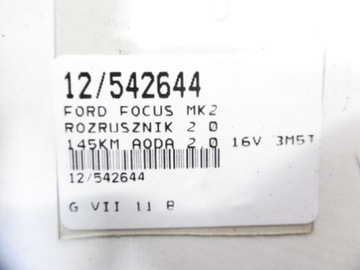 12/542644
FORD FOCUS MK2
ROZRUSZNIK 2 0
145KM AODA 2.0 16V 3M5T
12/542644
G VII 11 B